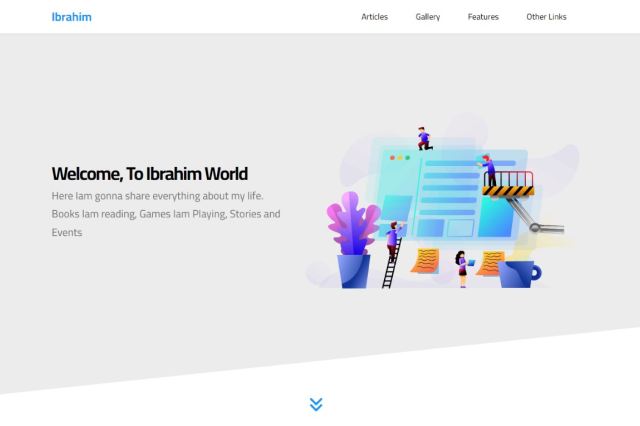 Ibrahim
Articles
Gallery
Features
Other Links
Welcome, To Ibrahim World
Here Iam gonna share everything about my life.
Books Iam reading, Games Iam Playing, Stories and
Events